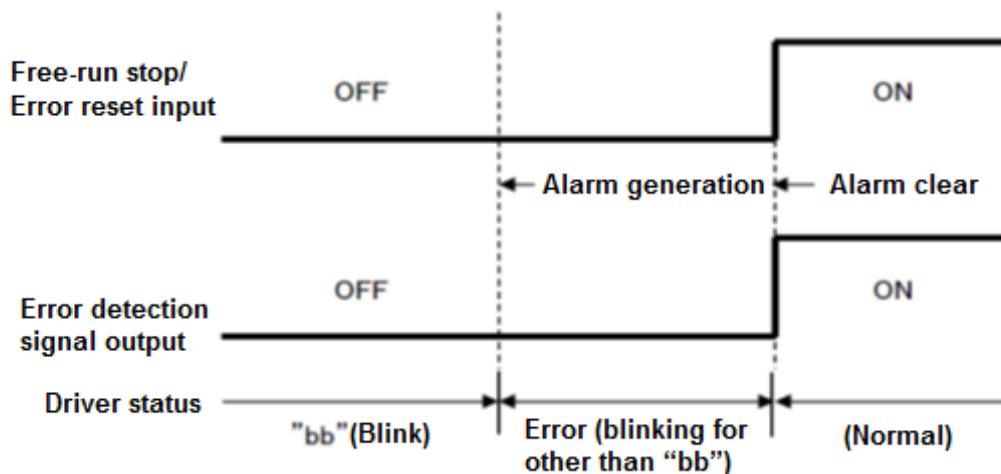 Free-run stop/
Error reset input
OFF
ON
Alarm generation
Alarm clear
OFF
ON
Error detection
signal output
Driver status
"bb"(Blink)
Error (blinking for
other than “bb”)
(Normal)